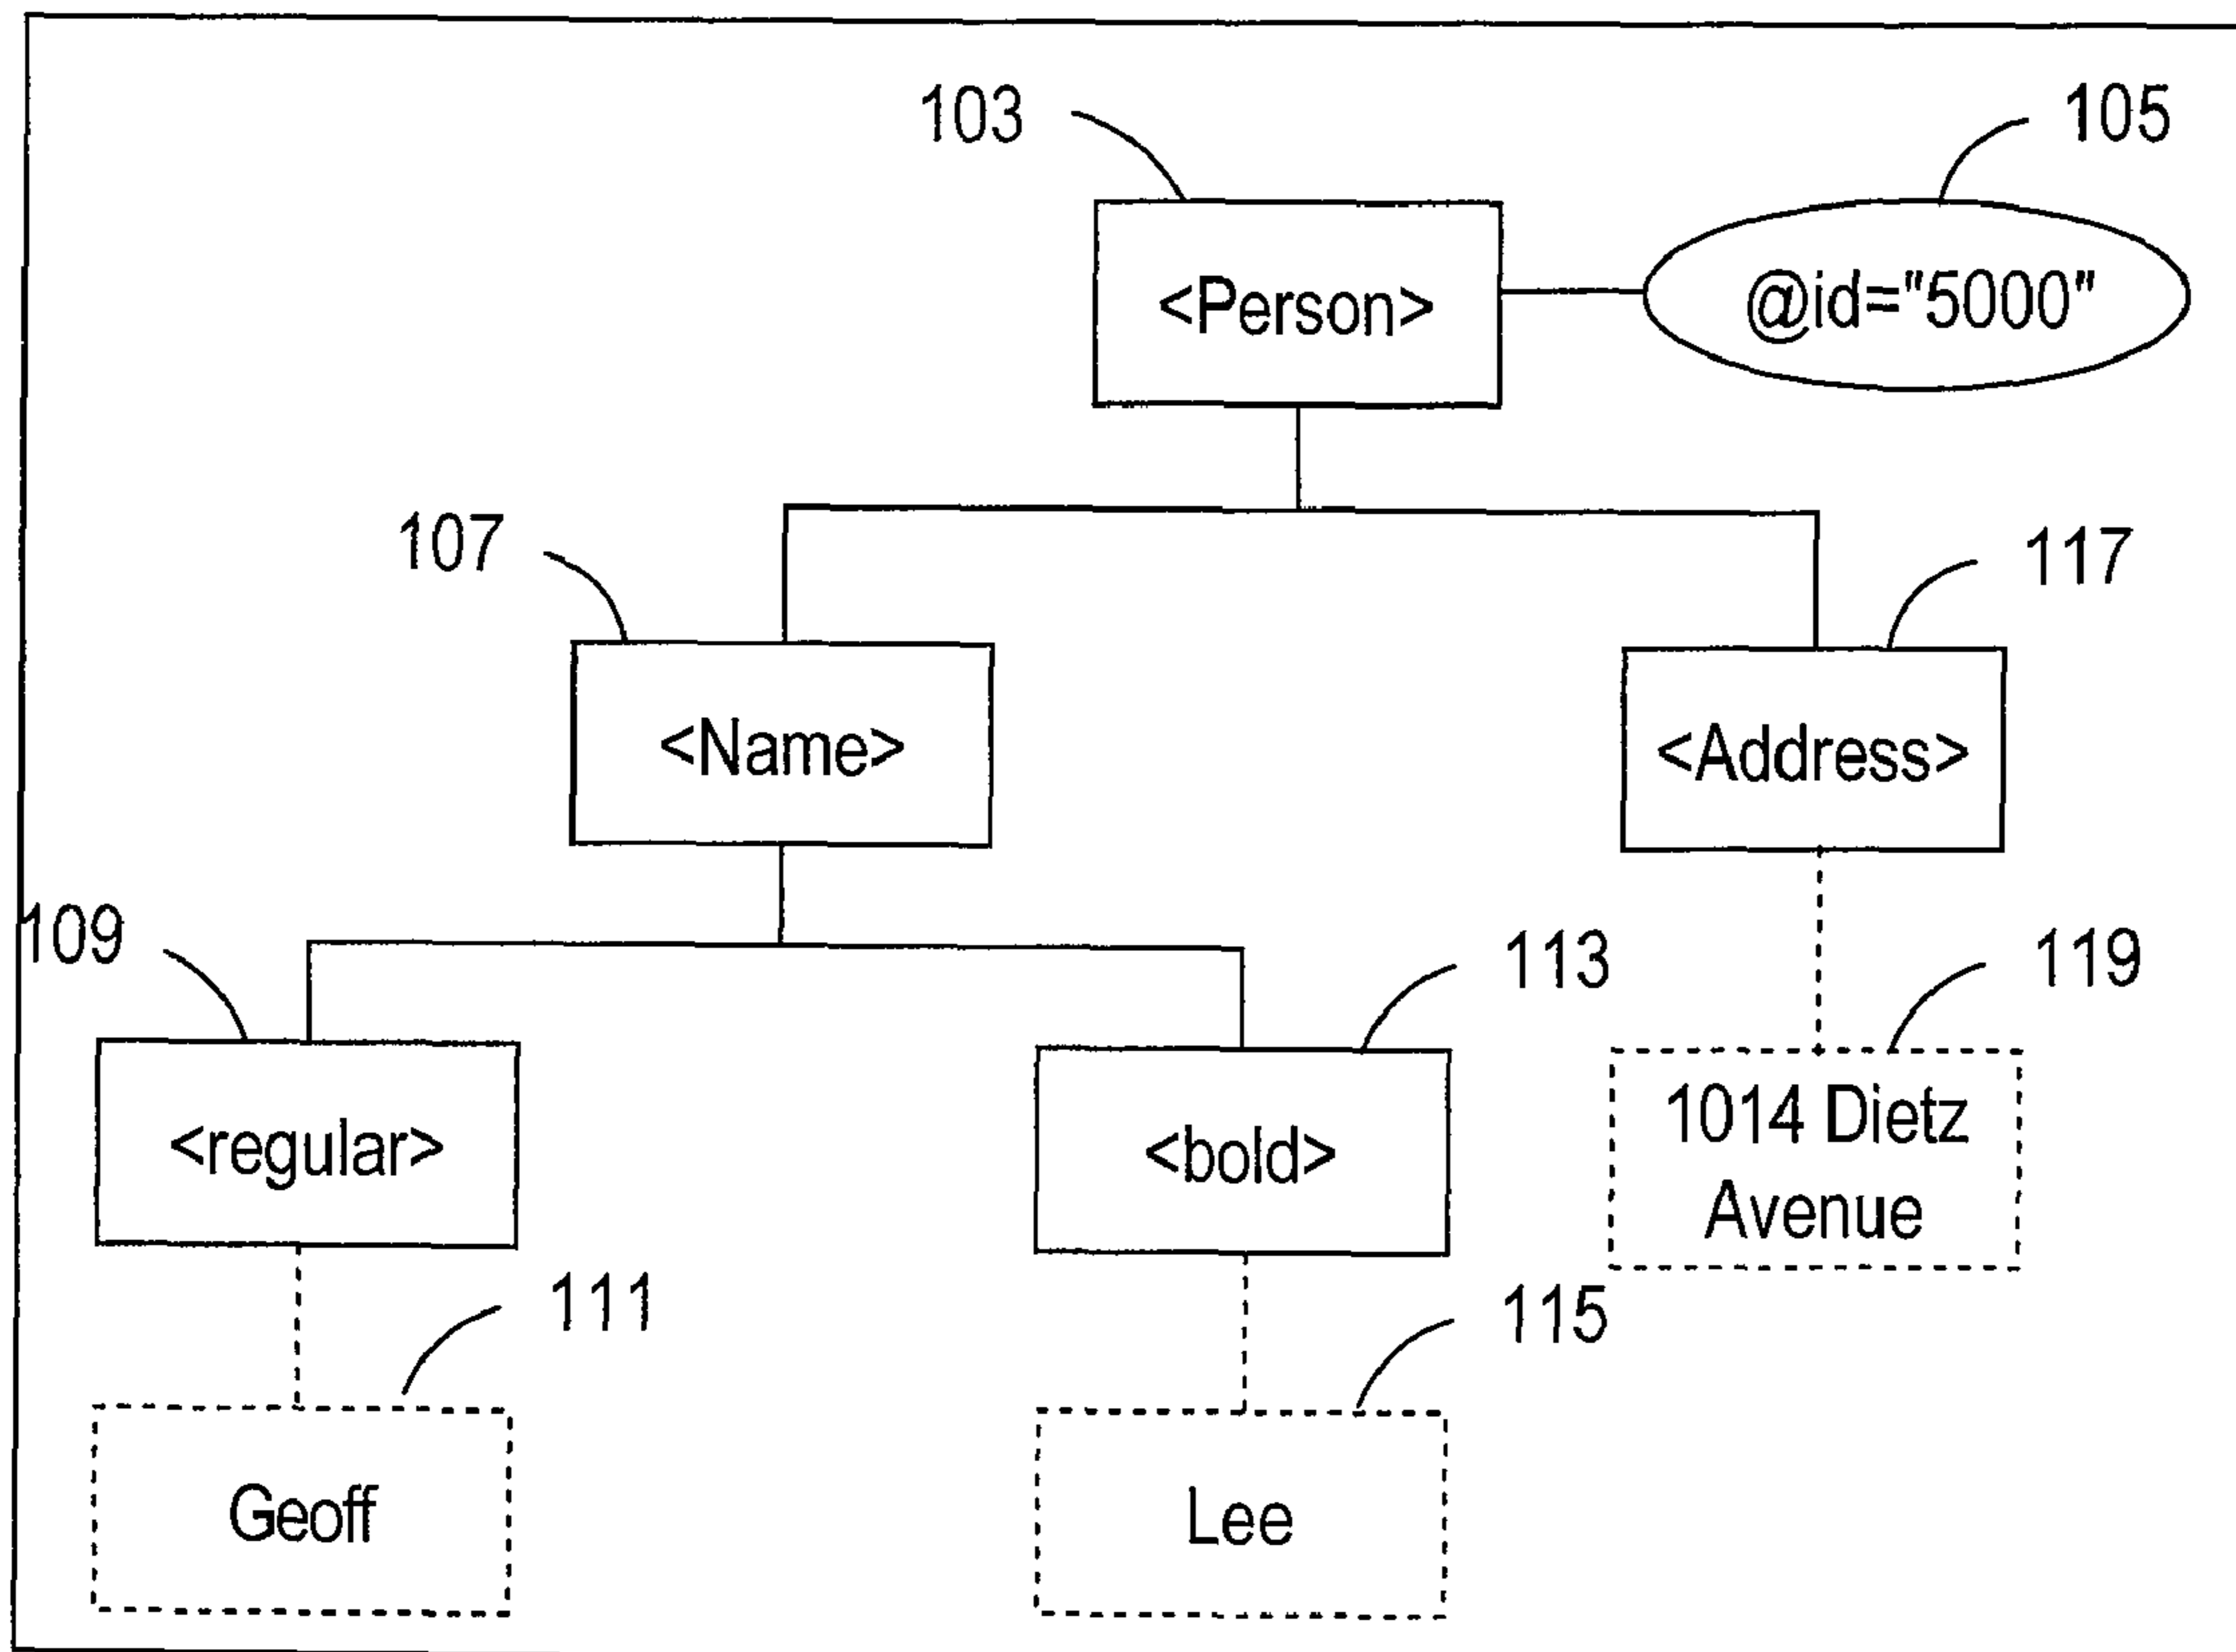 103
105
<Person>
@id="5000"
107
117
<Name>
<Address>
109
113
119
<regular>
<bold>
1014 Dietz
Avenue
111
115
Geoff
Lee